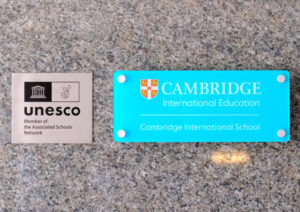 unesco
Member of
the Associated Schools
Network
CAMBRIDGE
International Education
Cambridge International School